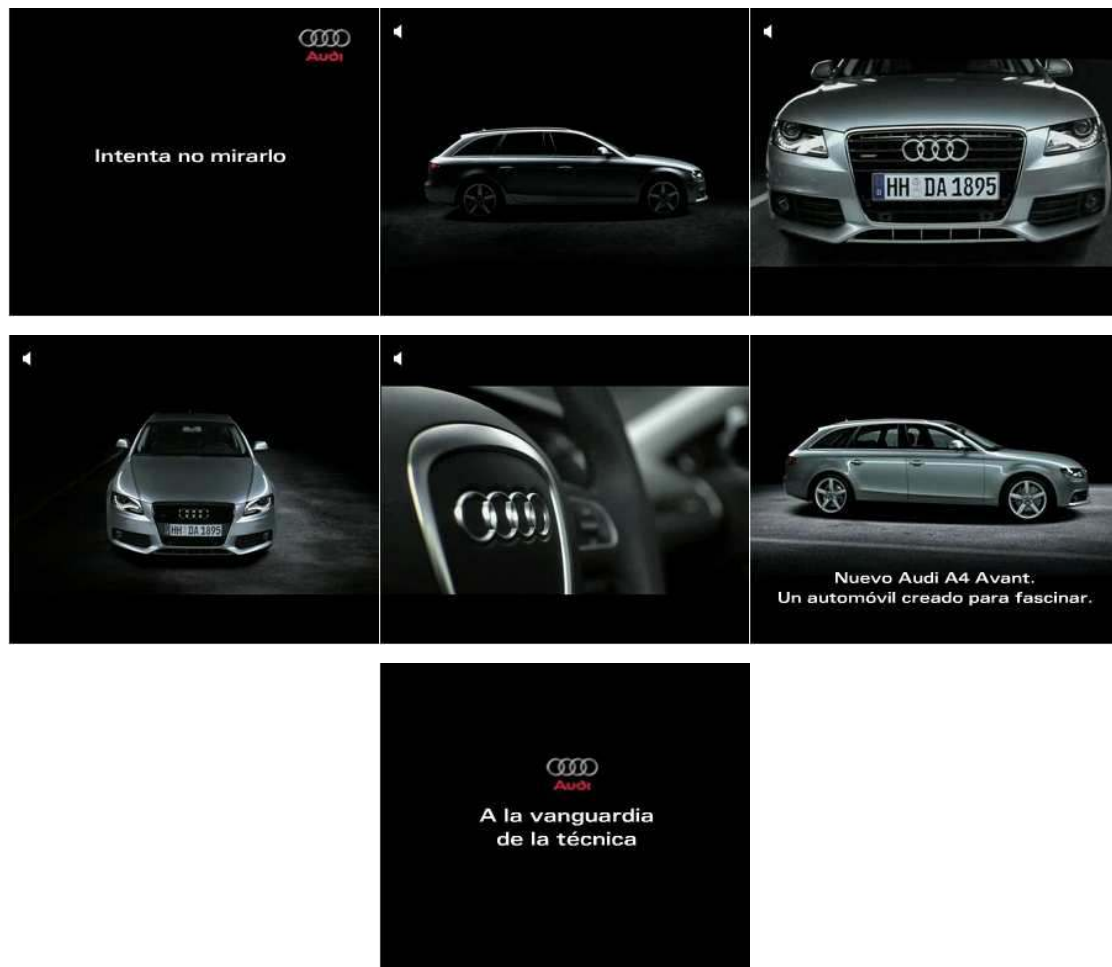 Audi
Intenta no mirarlo
HH DA 1895
HH DA 1895
Nuevo Audi A4 Avant.
Un automóvil creado para fascinar.
Audi
A la vanguardia
de la técnica